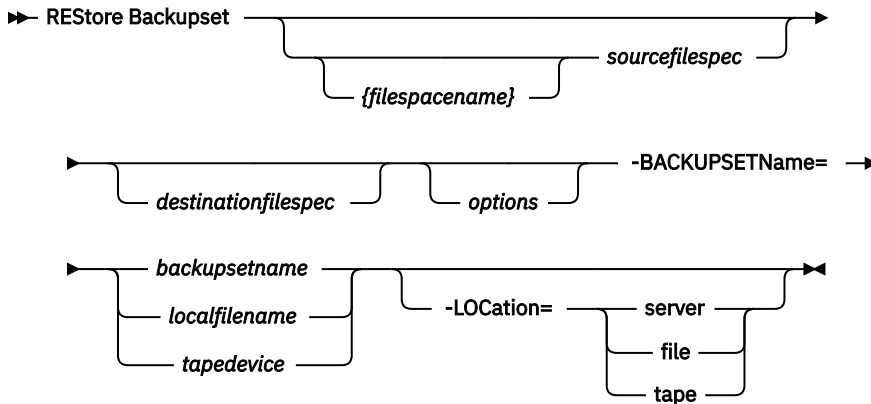 REStore Backupset
sourcefilespec
{filespacename}
-BACKUPSETName=
destinationfilespec
options
backupsetname
localfilename
tapedevice
-LOCation=
server
file
tape